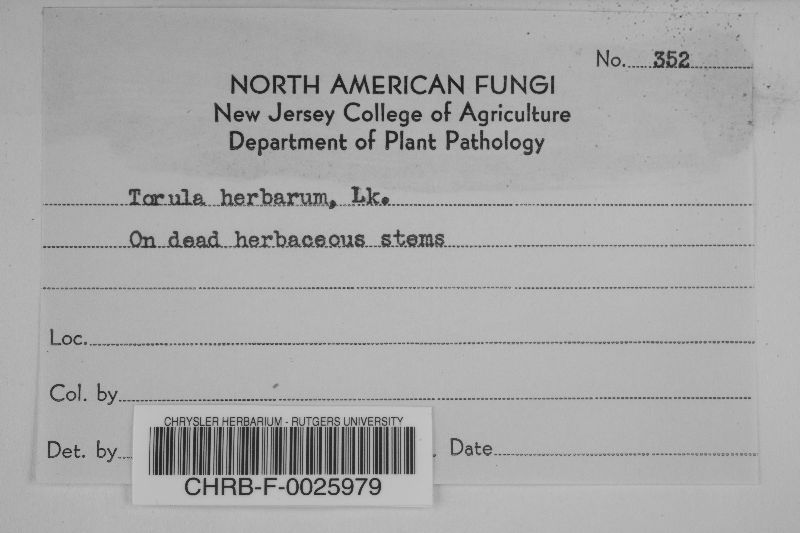 No. 352
NORTH AMERICAN FUNGI
New Jersey College of Agriculture
Department of Plant Pathology
Torula herbarum, Lk.
On dead herbaceous stems
Loc.
Col. by
Det. by
Date
CHRYSLER HERBARIUM - RUTGERS UNIVERSITY
CHRB-F-0025979